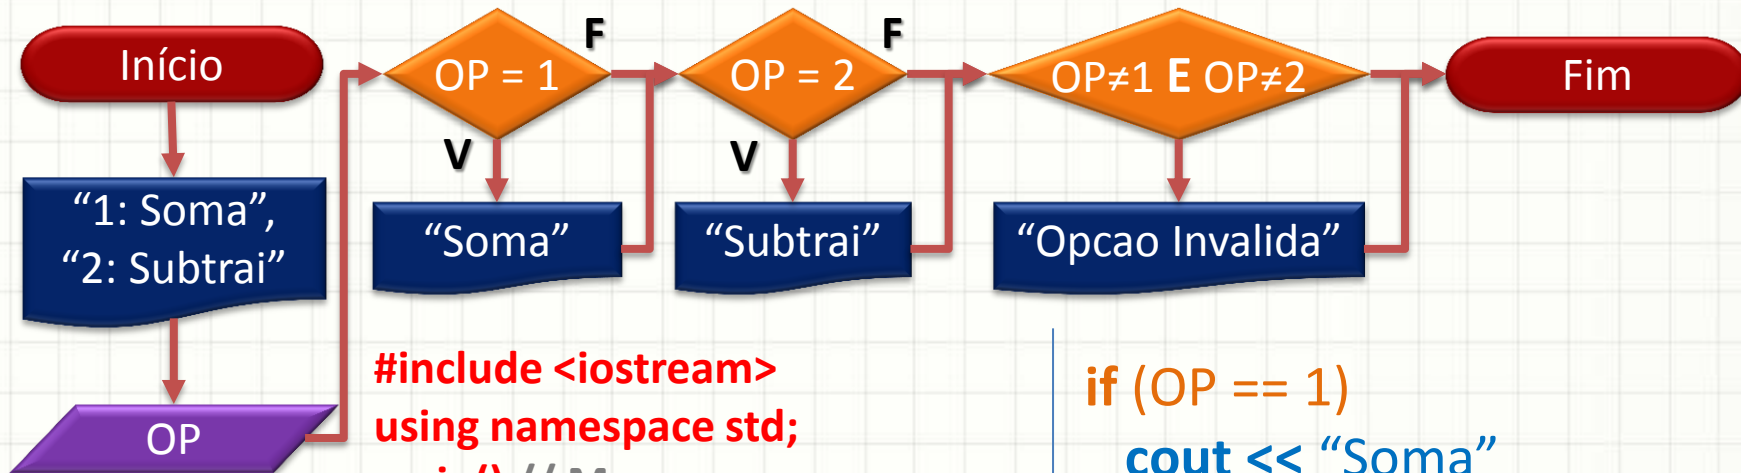 Início
“1: Soma”,
“2: Subtrai”
OP
OP = 1
F
V
“Soma”
OP = 2
F
V
“Subtrai”
OP≠1 E OP≠2
“Opcao Invalida”
Fim
#include <iostream>
using namespace std;
if (OP == 1)
cout << “Soma”